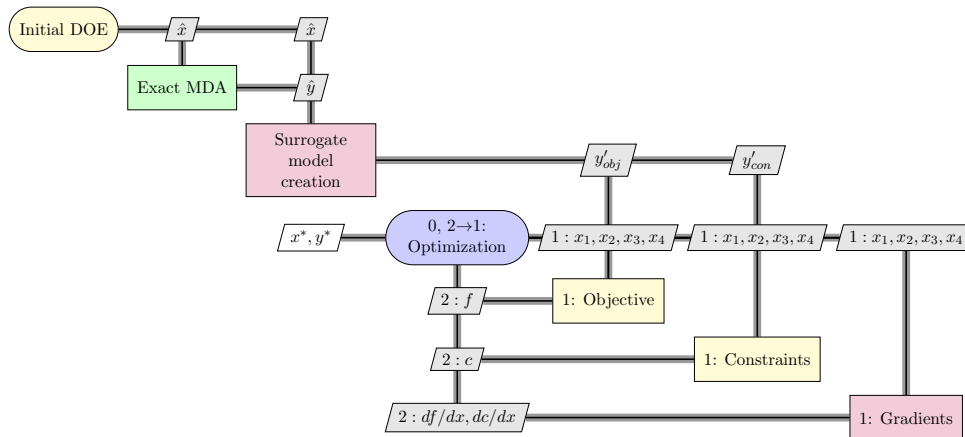 Initial DOE
x̂
x̂
Exact MDA
ŷ
Surrogate
model
creation
y′_obj
y′_con
x*, y*
0, 2→1:
Optimization
1 : x₁, x₂, x₃, x₄
1 : x₁, x₂, x₃, x₄
1 : x₁, x₂, x₃, x₄
2 : f
1: Objective
2 : c
1: Constraints
2 : df/dx, dc/dx
1: Gradients